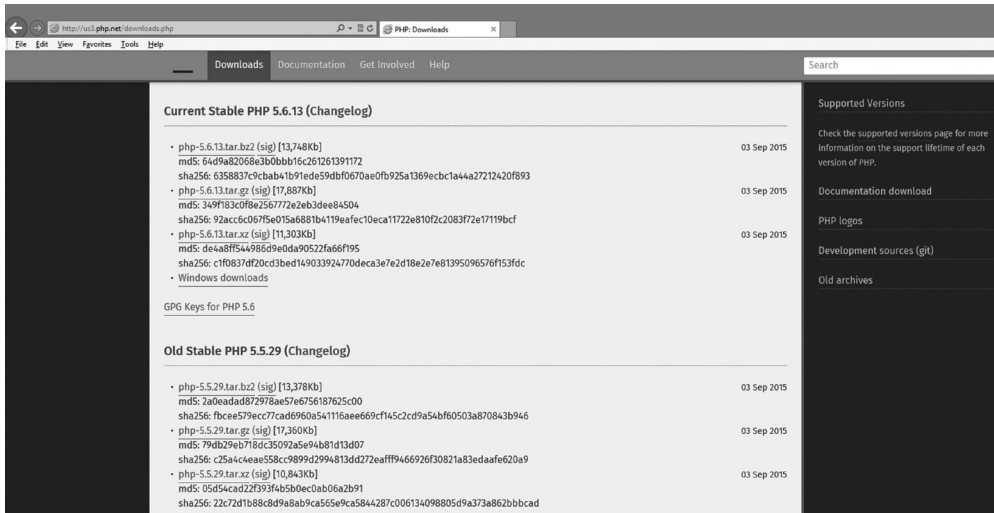 http://us3.php.net/downloads.php
PHP: Downloads
File Edit View Favorites Tools Help
Downloads Documentation Get Involved Help
Search
Current Stable PHP 5.6.13 (Changelog)
• php-5.6.13.tar.bz2 (sig) [13,748Kb] 03 Sep 2015
md5: 64d9a82068e3b0bbb16c261261391172
sha256: 6358837c9cbab41b91ede59dbf0670ae0fb925a1369ecbc1a44a27212420f893
• php-5.6.13.tar.gz (sig) [17,887Kb] 03 Sep 2015
md5: 349f183c0f8e2567772e2eb3dee84504
sha256: 92acc6c067f5e015a6881b4119eafec10eca11722e810f2c2083f72e17119bcf
• php-5.6.13.tar.xz (sig) [11,303Kb] 03 Sep 2015
md5: de4a8ff544986d9e0da90522fa66f195
sha256: c1f0837df20cd3bed149033924770deca3e7e2d18e2e7e81395096576f153fdc
• Windows downloads
GPG Keys for PHP 5.6
Old Stable PHP 5.5.29 (Changelog)
• php-5.5.29.tar.bz2 (sig) [13,378Kb] 03 Sep 2015
md5: 2a0eadad872978ae57e6756187625c00
sha256: fbcee579ecc77cad6960a541116aee669cf145c2cd9a54bf60503a870843b946
• php-5.5.29.tar.gz (sig) [17,360Kb] 03 Sep 2015
md5: 79db29eb718dc35092a5e94b81d13d07
sha256: c25a4c4eae558cc9899d2994813dd272eafff9466926f30821a83edaafe620a9
• php-5.5.29.tar.xz (sig) [10,843Kb] 03 Sep 2015
md5: 05d54cad22f393f4b5b0ec0ab06a2b91
sha256: 22c72d1b88c8d9a8ab9ca565e9ca5844287c006134098805d9a373a862bbbcad
Supported Versions
Check the supported versions page for more
information on the support lifetime of each
version of PHP.
Documentation download
PHP logos
Development sources (git)
Old archives